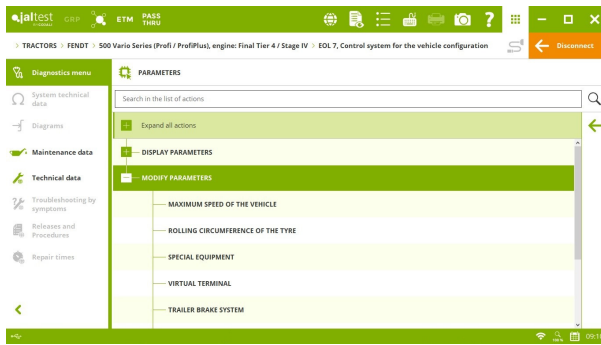 jaltest
e-cojali
GRP
ETM
PASS THRU
?
> TRACTORS > FENDT > 500 Vario Series (Profi / ProfiPlus), engine: Final Tier 4 / Stage IV > EOL 7, Control system for the vehicle configuration
Disconnect
Diagnostics menu
System technical
data
Diagrams
Maintenance data
Technical data
Troubleshooting by
symptoms
Releases and
Procedures
Repair times
PARAMETERS
Search in the list of actions
Expand all actions
DISPLAY PARAMETERS
MODIFY PARAMETERS
MAXIMUM SPEED OF THE VEHICLE
ROLLING CIRCUMFERENCE OF THE TYRE
SPECIAL EQUIPMENT
VIRTUAL TERMINAL
TRAILER BRAKE SYSTEM
100 %